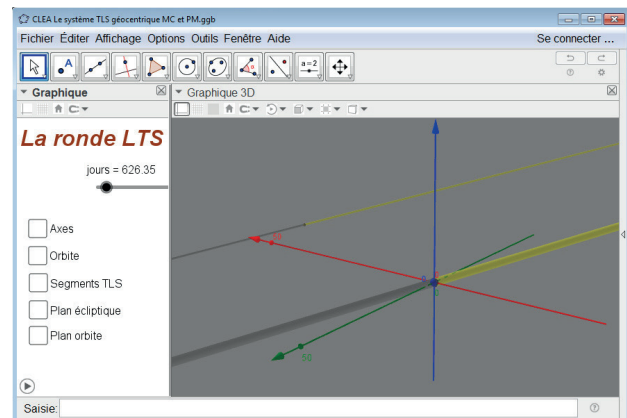 CLEA Le système TLS géocentrique MC et PM.ggb
Fichier Éditer Affichage Options Outils Fenêtre Aide
Se connecter ...
A
a=2
Graphique
Graphique 3D
La ronde LTS
jours = 626.35
Axes
Orbite
Segments TLS
Plan écliptique
Plan orbite
50
50
Saisie: